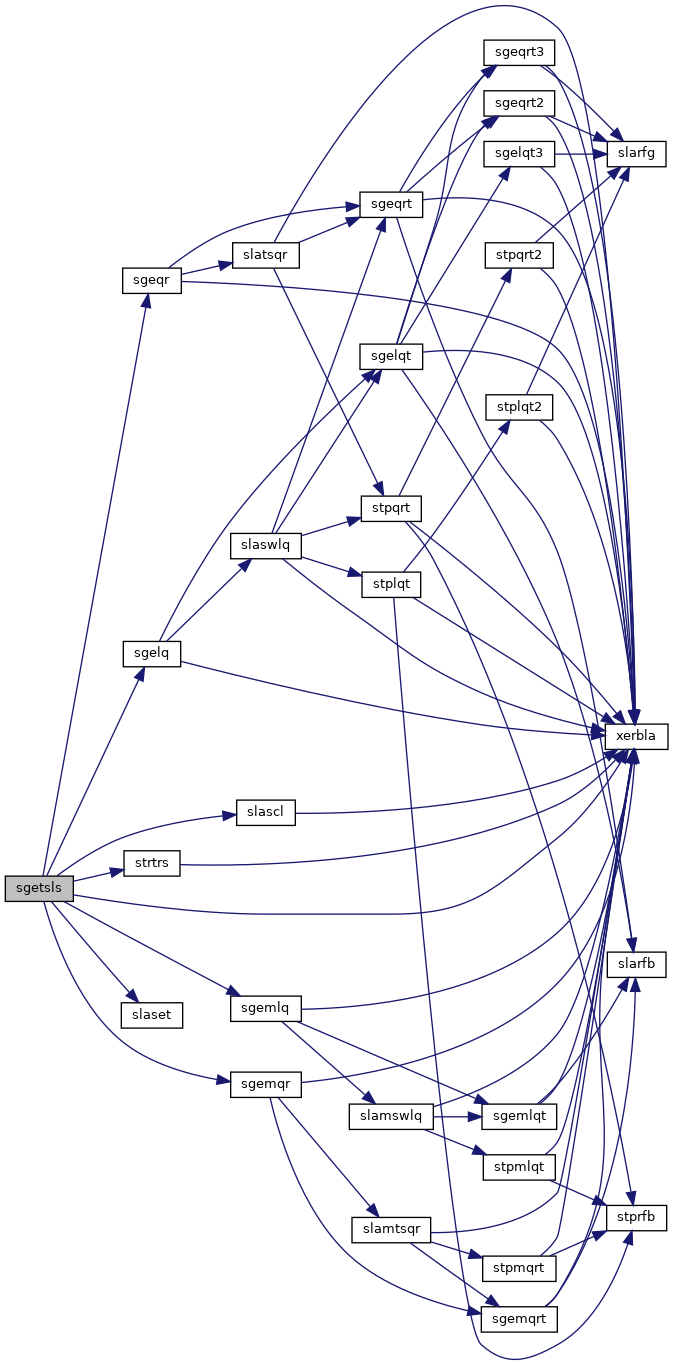 sgeqrt3
sgeqrt2
sgelqt3
slarfg
sgeqrt
slatsqr
stpqrt2
sgeqr
sgelqt
stplqt2
stpqrt
slaswlq
stplqt
sgelq
xerbla
slascl
strtrs
sgetsls
slarfb
sgemlq
slaset
sgemqr
slamswlq
sgemlqt
stpmlqt
stprfb
slamtsqr
stpmqrt
sgemqrt